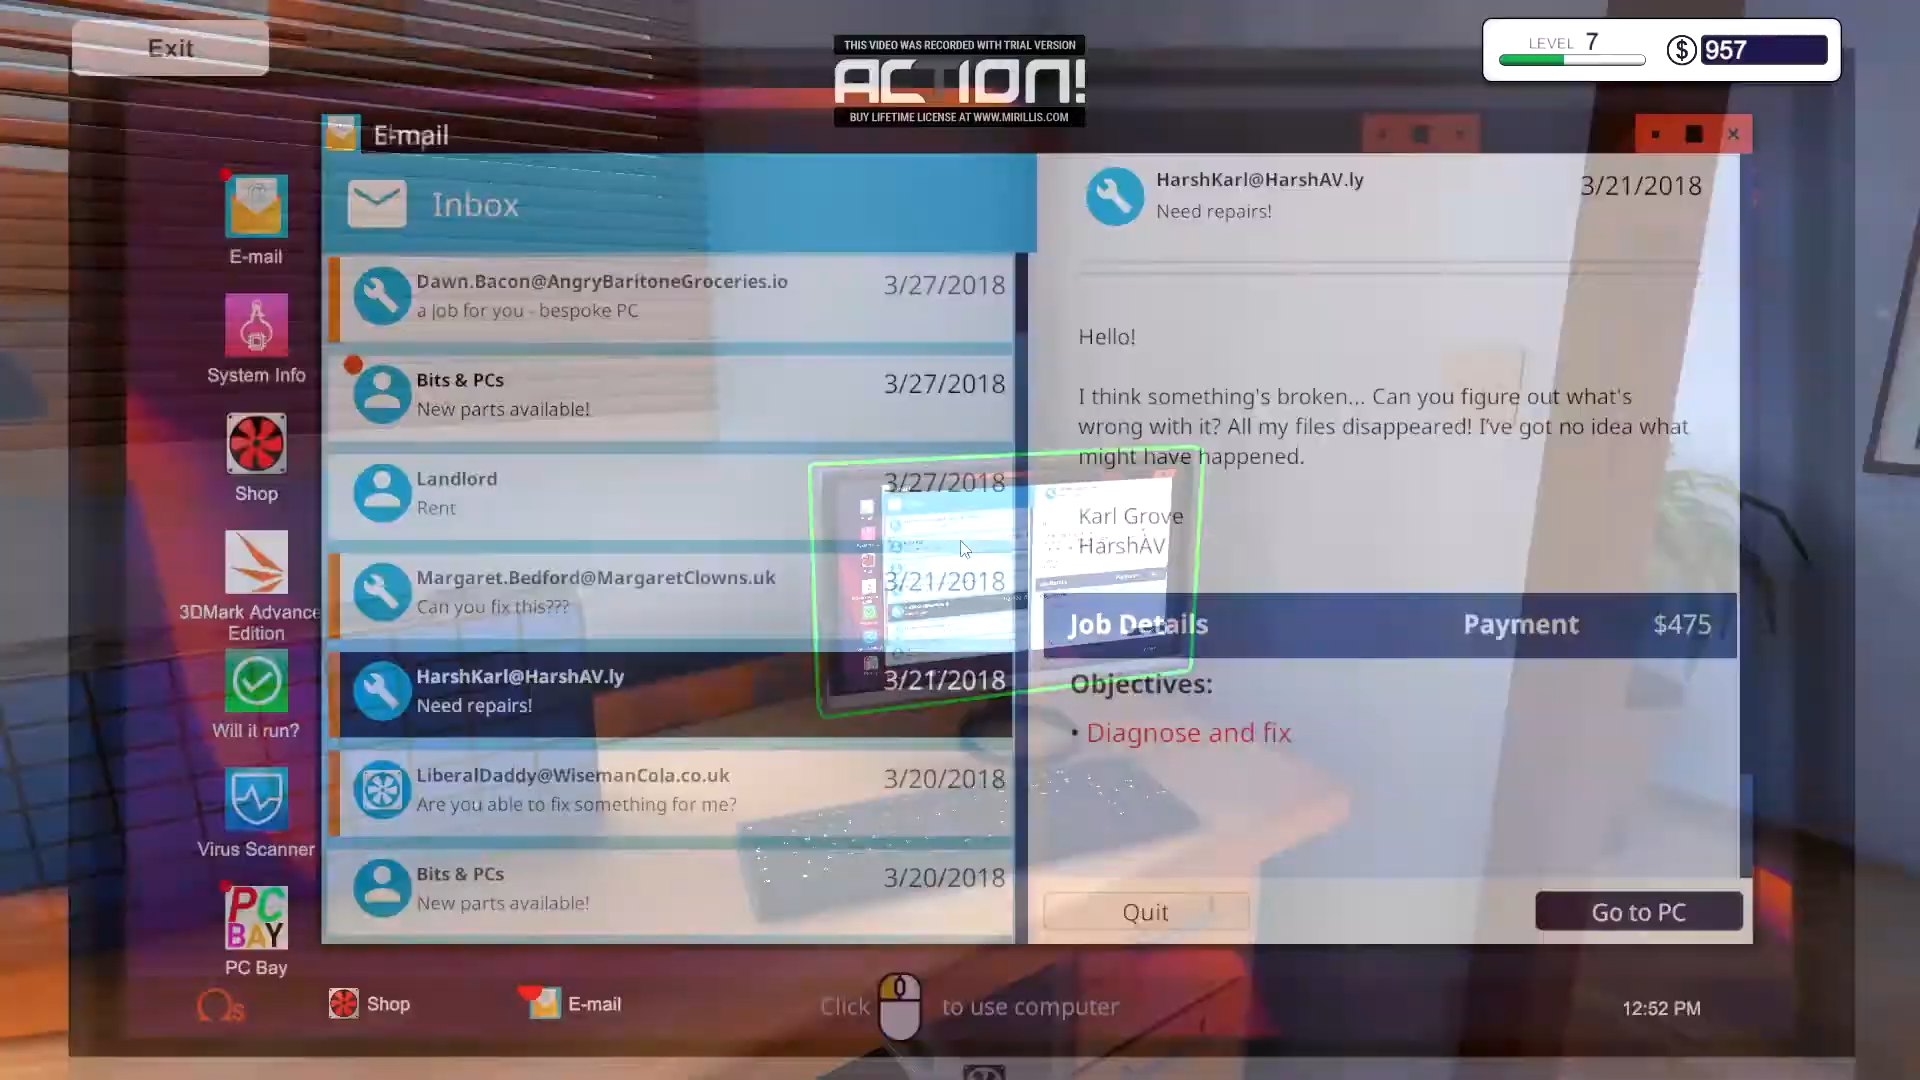 Exit
THIS VIDEO WAS RECORDED WITH TRIAL VERSION
ACTION!
BUY LIFETIME LICENSE AT WWW.MIRILLIS.COM
LEVEL 7
$ 957
E-mail
Inbox
E-mail
System Info
Shop
3DMark Advance
Edition
Will it run?
Virus Scanner
PC
BAY
PC Bay
Dawn.Bacon@AngryBaritoneGroceries.io 3/27/2018
a job for you - bespoke PC
Bits & PCs 3/27/2018
New parts available!
Landlord 3/27/2018
Rent
Margaret.Bedford@MargaretClowns.uk 3/21/2018
Can you fix this???
HarshKarl@HarshAV.ly 3/21/2018
Need repairs!
LiberalDaddy@WisemanCola.co.uk 3/20/2018
Are you able to fix something for me?
Bits & PCs 3/20/2018
New parts available!
HarshKarl@HarshAV.ly 3/21/2018
Need repairs!
Hello!
I think something's broken... Can you figure out what's
wrong with it? All my files disappeared! I've got no idea what
might have happened.
Karl Grove
HarshAV
Job Details Payment $475
Objectives:
• Diagnose and fix
Quit
Go to PC
Shop
E-mail
Click to use computer
12:52 PM